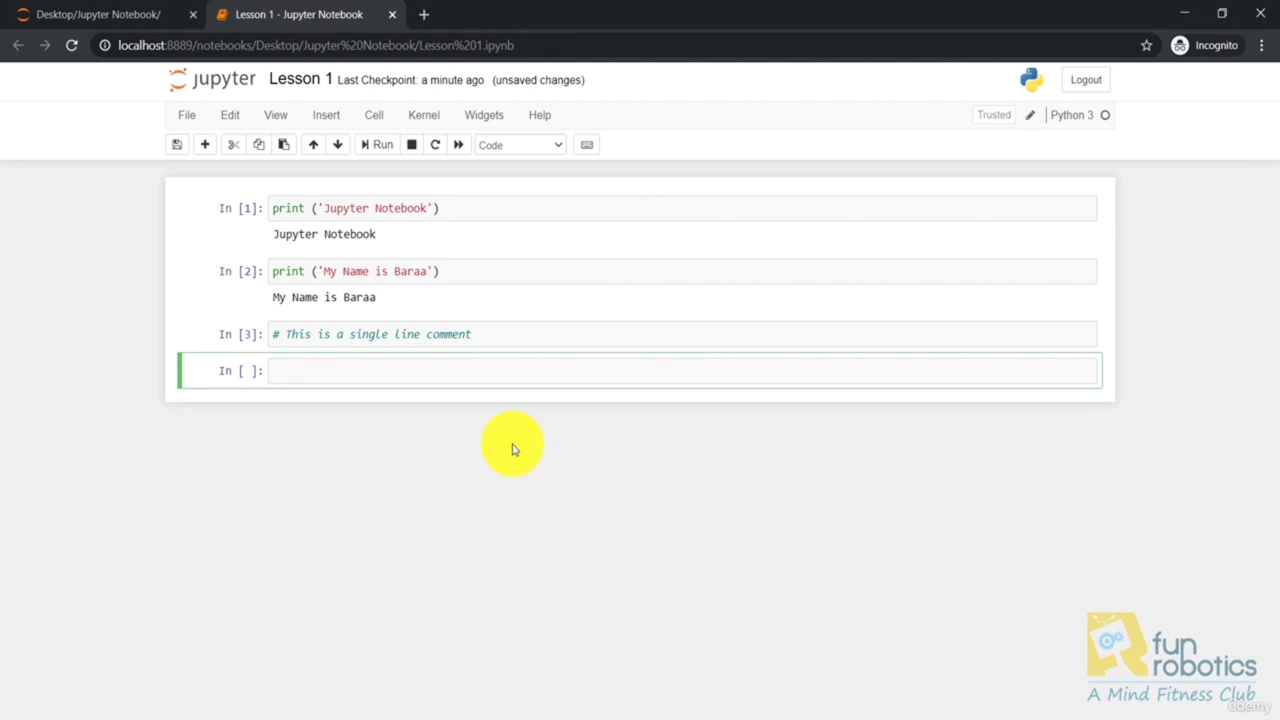 Desktop/Jupyter Notebook/
Lesson 1 - Jupyter Notebook
localhost:8889/notebooks/Desktop/Jupyter%20Notebook/Lesson%201.ipynb
Incognito
jupyter Lesson 1 Last Checkpoint: a minute ago (unsaved changes)
Logout
File Edit View Insert Cell Kernel Widgets Help
Trusted Python 3
Run Code
In [1]: print ('Jupyter Notebook')
Jupyter Notebook
In [2]: print ('My Name is Baraa')
My Name is Baraa
In [3]: # This is a single line comment
In [ ]:
fun
robotics
A Mind Fitness Club
ûdemy